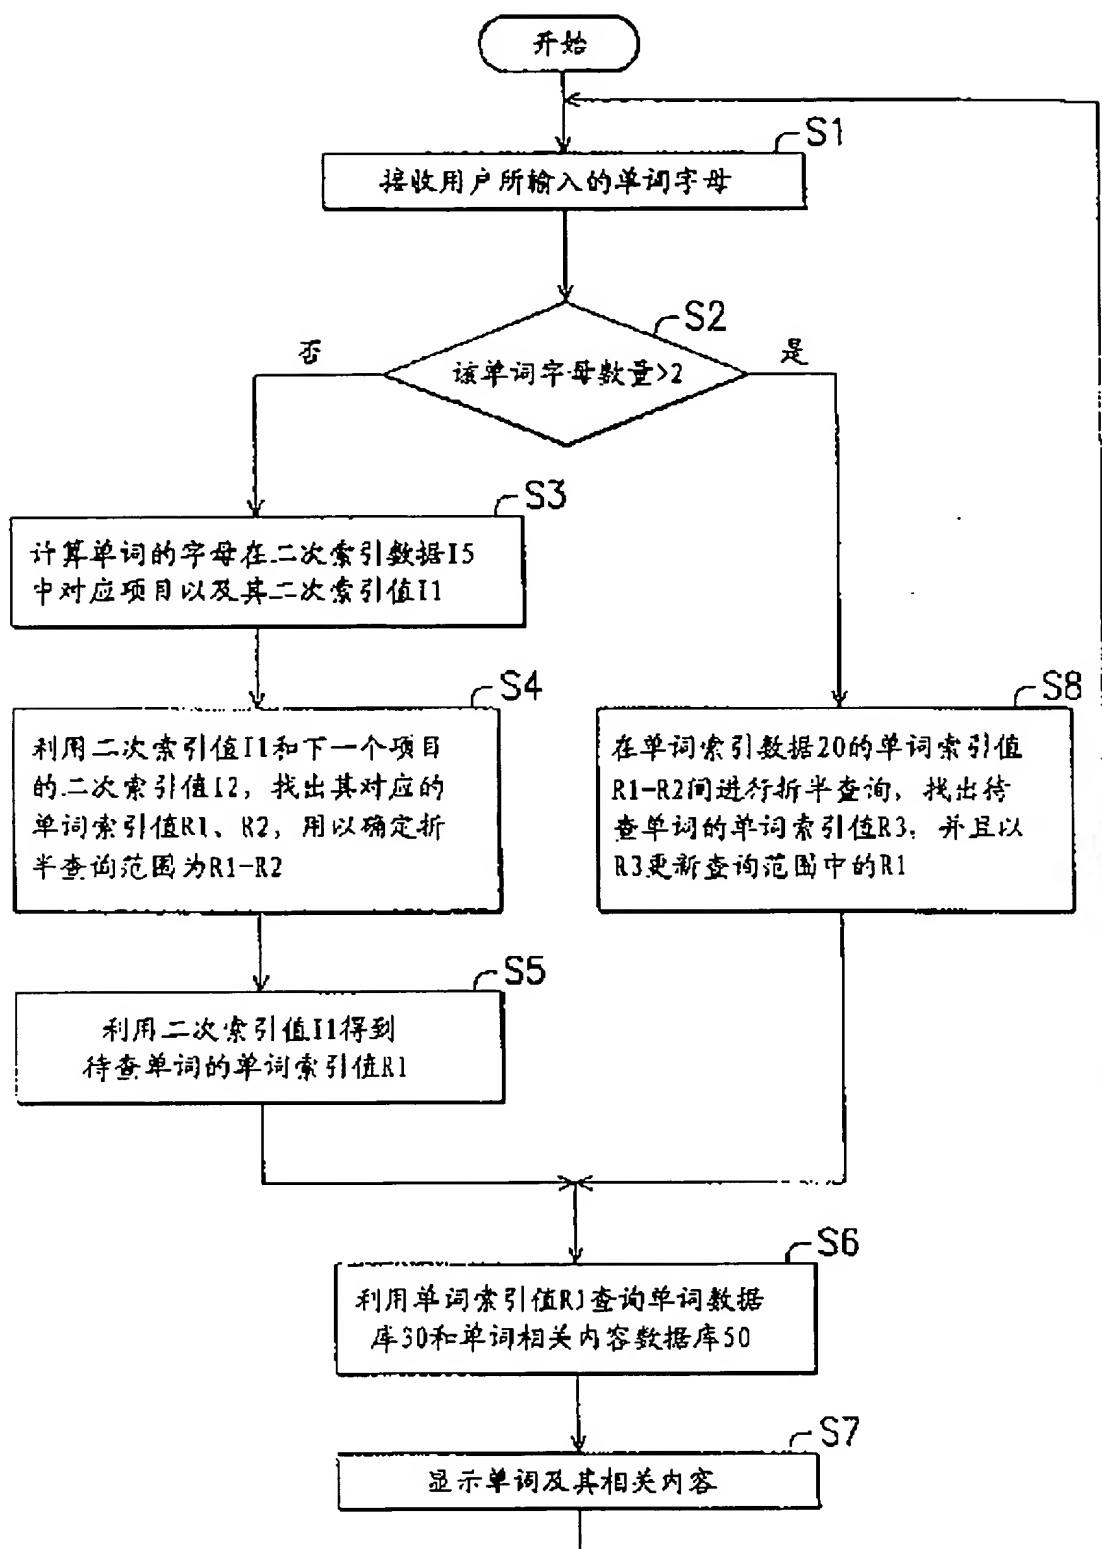 开始
S1
接收用户所输入的单词字母
S2
否
是
该单词字母数量>2
S3
计算单词的字母在二次索引数据15
中对应项目以及其二次索引值I1
S4
利用二次索引值I1和下一个项目
的二次索引值I2，找出其对应的
单词索引值R1、R2，用以确定折
半查询范围为R1-R2
S8
在单词索引数据20的单词索引值
R1-R2间进行折半查询，找出待
查单词的单词索引值R3，并且以
R3更新查询范围中的R1
S5
利用二次索引值I1得到
待查单词的单词索引值R1
S6
利用单词索引值R1查询单词数据
库30和单词相关内容数据库50
S7
显示单词及其相关内容